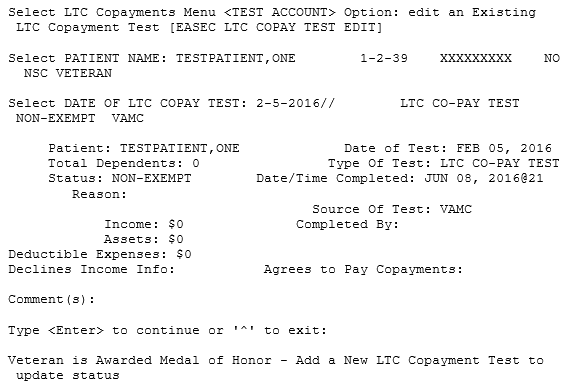 Select LTC Copayments Menu <TEST ACCOUNT> Option: edit an Existing
LTC Copayment Test [EASEC LTC COPAY TEST EDIT]
Select PATIENT NAME: TESTPATIENT,ONE 1-2-39 XXXXXXXXX NO
NSC VETERAN
Select DATE OF LTC COPAY TEST: 2-5-2016// LTC CO-PAY TEST
NON-EXEMPT VAMC
Patient: TESTPATIENT,ONE Date of Test: FEB 05, 2016
Total Dependents: 0 Type Of Test: LTC CO-PAY TEST
Status: NON-EXEMPT Date/Time Completed: JUN 08, 2016@21
Reason:
Source Of Test: VAMC
Income: $0 Completed By:
Assets: $0
Deductible Expenses: $0
Declines Income Info: Agrees to Pay Copayments:
Comment(s):
Type <Enter> to continue or '^' to exit:
Veteran is Awarded Medal of Honor - Add a New LTC Copayment Test to
update status